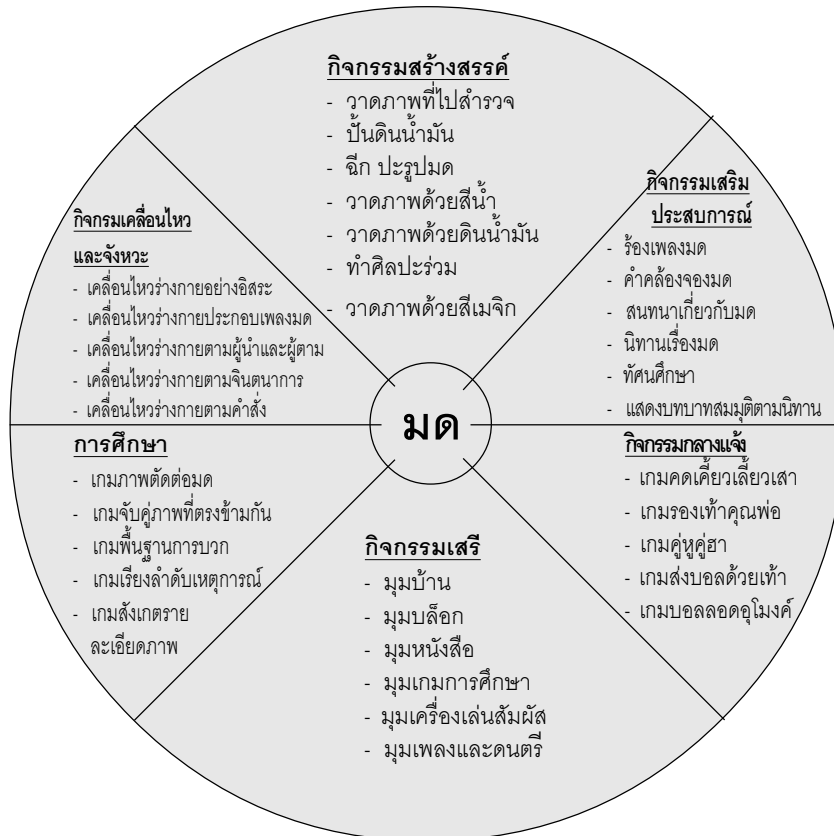 กิจกรรมสร้างสรรค์
- วาดภาพที่ไปสำรวจ
- ปั้นดินน้ำมัน
- ฉีก ปะรูปมด
- วาดภาพด้วยสีน้ำ
- วาดภาพด้วยดินน้ำมัน
- ทำศิลปะร่วม
- วาดภาพด้วยสีเมจิก
กิจกรรมเสริม
ประสบการณ์
- ร้องเพลงมด
- คำคล้องจองมด
- สนทนาเกี่ยวกับมด
- นิทานเรื่องมด
- ทัศนศึกษา
- แสดงบทบาทสมมุติตามนิทาน
กิจกรมเคลื่อนไหว
และจังหวะ
- เคลื่อนไหวร่างกายอย่างอิสระ
- เคลื่อนไหวร่างกายประกอบเพลงมด
- เคลื่อนไหวร่างกายตามผู้นำและผู้ตาม
- เคลื่อนไหวร่างกายตามจินตนาการ
- เคลื่อนไหวร่างกายตามคำสั่ง
มด
การศึกษา
- เกมภาพตัดต่อมด
- เกมจับคู่ภาพที่ตรงข้ามกัน
- เกมพื้นฐานการบวก
- เกมเรียงลำดับเหตุการณ์
- เกมสังเกตราย
ละเอียดภาพ
กิจกรรมกลางแจ้ง
- เกมคดเคี้ยวเลี้ยวเสา
- เกมรองเท้าคุณพ่อ
- เกมคู่หูคู่ฮา
- เกมส่งบอลด้วยเท้า
- เกมบอลลอดอุโมงค์
กิจกรรมเสรี
- มุมบ้าน
- มุมบล็อก
- มุมหนังสือ
- มุมเกมการศึกษา
- มุมเครื่องเล่นสัมผัส
- มุมเพลงและดนตรี